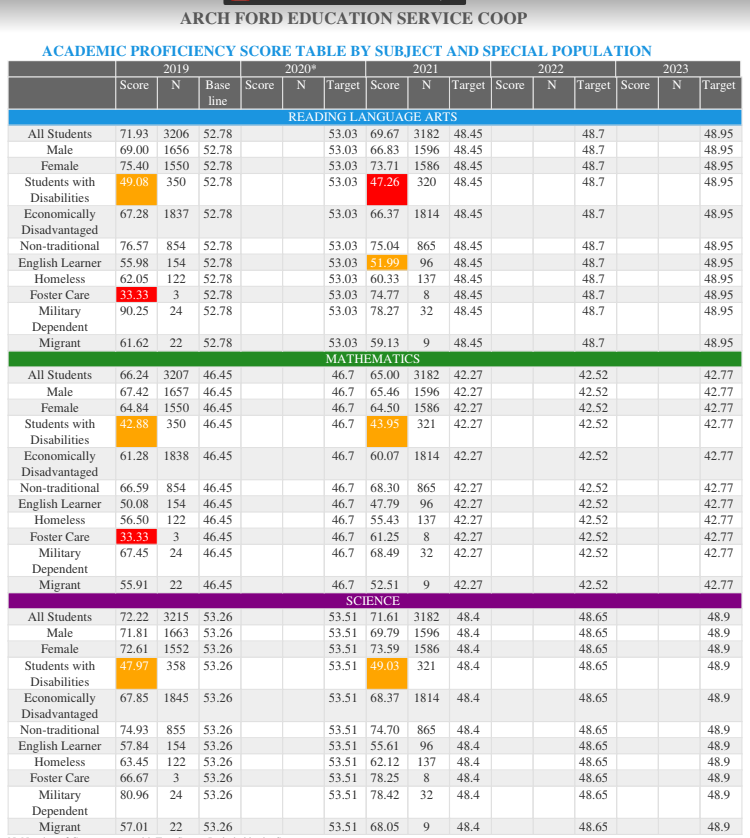 ARCH FORD EDUCATION SERVICE COOP
ACADEMIC PROFICIENCY SCORE TABLE BY SUBJECT AND SPECIAL POPULATION
2019 2020* 2021 2022 2023
Score N Base line Score N Target Score N Target Score N Target Score N Target
READING LANGUAGE ARTS
All Students 71.93 3206 52.78 53.03 69.67 3182 48.45 48.7 48.95
Male 69.00 1656 52.78 53.03 66.83 1596 48.45 48.7 48.95
Female 75.40 1550 52.78 53.03 73.71 1586 48.45 48.7 48.95
Students with Disabilities 49.08 350 52.78 53.03 47.26 320 48.45 48.7 48.95
Economically Disadvantaged 67.28 1837 52.78 53.03 66.37 1814 48.45 48.7 48.95
Non-traditional 76.57 854 52.78 53.03 75.04 865 48.45 48.7 48.95
English Learner 55.98 154 52.78 53.03 51.99 96 48.45 48.7 48.95
Homeless 62.05 122 52.78 53.03 60.33 137 48.45 48.7 48.95
Foster Care 33.33 3 52.78 53.03 74.77 8 48.45 48.7 48.95
Military Dependent 90.25 24 52.78 53.03 78.27 32 48.45 48.7 48.95
Migrant 61.62 22 52.78 53.03 59.13 9 48.45 48.7 48.95
MATHEMATICS
All Students 66.24 3207 46.45 46.7 65.00 3182 42.27 42.52 42.77
Male 67.42 1657 46.45 46.7 65.46 1596 42.27 42.52 42.77
Female 64.84 1550 46.45 46.7 64.50 1586 42.27 42.52 42.77
Students with Disabilities 42.88 350 46.45 46.7 43.95 321 42.27 42.52 42.77
Economically Disadvantaged 61.28 1838 46.45 46.7 60.07 1814 42.27 42.52 42.77
Non-traditional 66.59 854 46.45 46.7 68.30 865 42.27 42.52 42.77
English Learner 50.08 154 46.45 46.7 47.79 96 42.27 42.52 42.77
Homeless 56.50 122 46.45 46.7 55.43 137 42.27 42.52 42.77
Foster Care 33.33 3 46.45 46.7 61.25 8 42.27 42.52 42.77
Military Dependent 67.45 24 46.45 46.7 68.49 32 42.27 42.52 42.77
Migrant 55.91 22 46.45 46.7 52.51 9 42.27 42.52 42.77
SCIENCE
All Students 72.22 3215 53.26 53.51 71.61 3182 48.4 48.65 48.9
Male 71.81 1663 53.26 53.51 69.79 1596 48.4 48.65 48.9
Female 72.61 1552 53.26 53.51 73.59 1586 48.4 48.65 48.9
Students with Disabilities 47.97 358 53.26 53.51 49.03 321 48.4 48.65 48.9
Economically Disadvantaged 67.85 1845 53.26 53.51 68.37 1814 48.4 48.65 48.9
Non-traditional 74.93 855 53.26 53.51 74.70 865 48.4 48.65 48.9
English Learner 57.84 154 53.26 53.51 55.61 96 48.4 48.65 48.9
Homeless 63.45 122 53.26 53.51 62.12 137 48.4 48.65 48.9
Foster Care 66.67 3 53.26 53.51 78.25 8 48.4 48.65 48.9
Military Dependent 80.96 24 53.26 53.51 78.42 32 48.4 48.65 48.9
Migrant 57.01 22 53.26 53.51 68.05 9 48.4 48.65 48.9